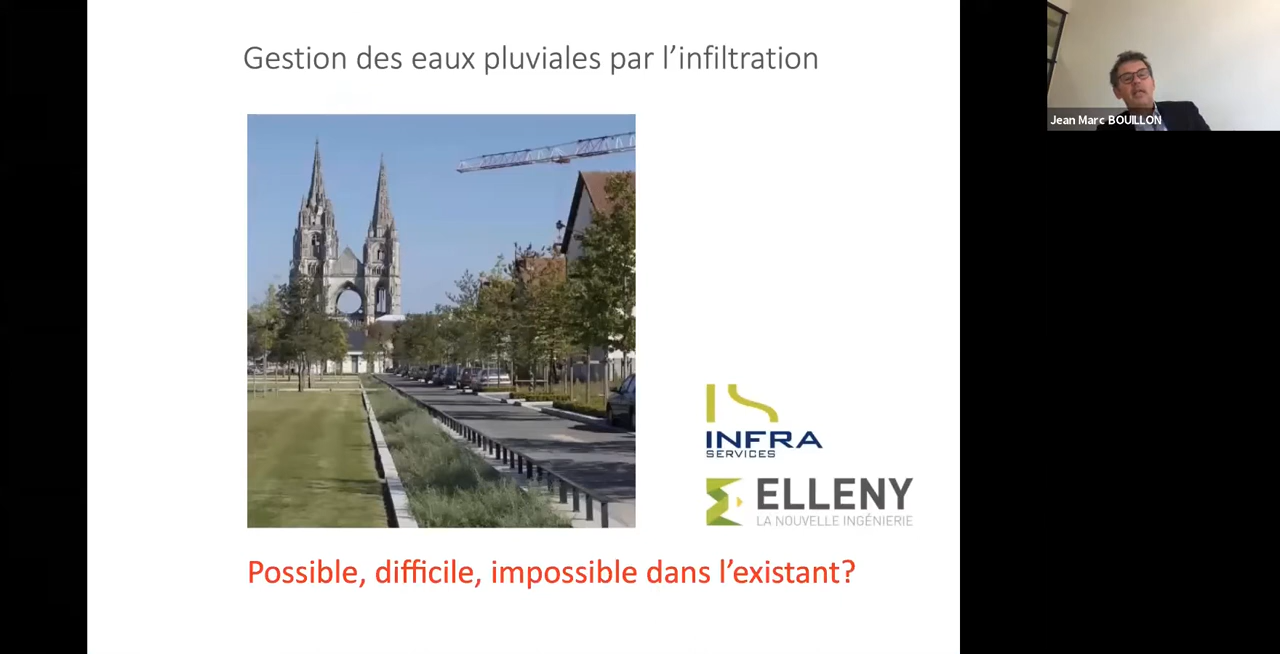 Gestion des eaux pluviales par l’infiltration
Jean Marc BOUILLON
INFRA
SERVICES
ELLENY
LA NOUVELLE INGÉNIERIE
Possible, difficile, impossible dans l’existant?